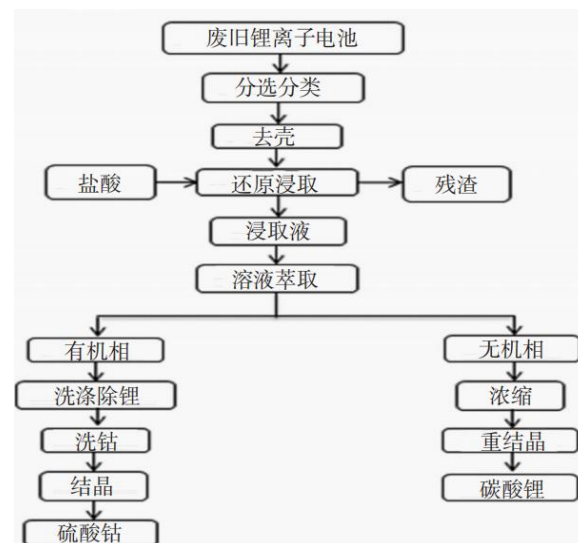 废旧锂离子电池
分选分类
去壳
盐酸
还原浸取
残渣
浸取液
溶液萃取
有机相
洗涤除锂
洗钴
结晶
硫酸钴
无机相
浓缩
重结晶
碳酸锂